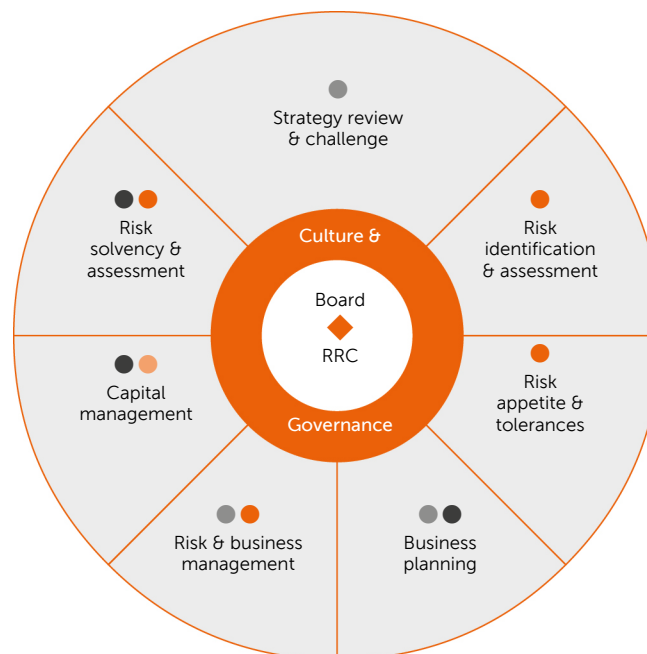 Strategy review
& challenge
Risk
identification
& assessment
Risk
appetite &
tolerances
Business
planning
Risk & business
management
Capital
management
Risk
solvency &
assessment
Culture &
Board
RRC
Governance